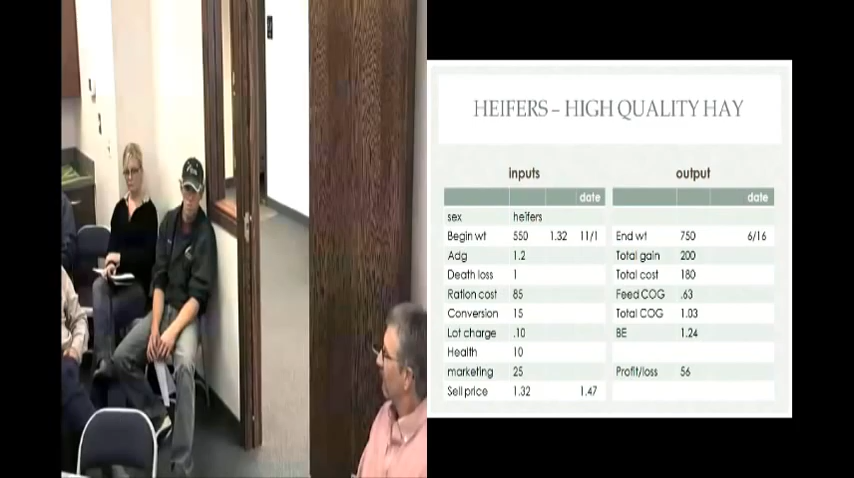 HEIFERS – HIGH QUALITY HAY
inputs
date
sex heifers
Begin wt 550 1.32 11/1
Adg 1.2
Death loss 1
Ration cost 85
Conversion 15
Lot charge .10
Health 10
marketing 25
Sell price 1.32 1.47
output
date
End wt 750 6/16
Total gain 200
Total cost 180
Feed COG .63
Total COG 1.03
BE 1.24
Profit/loss 56